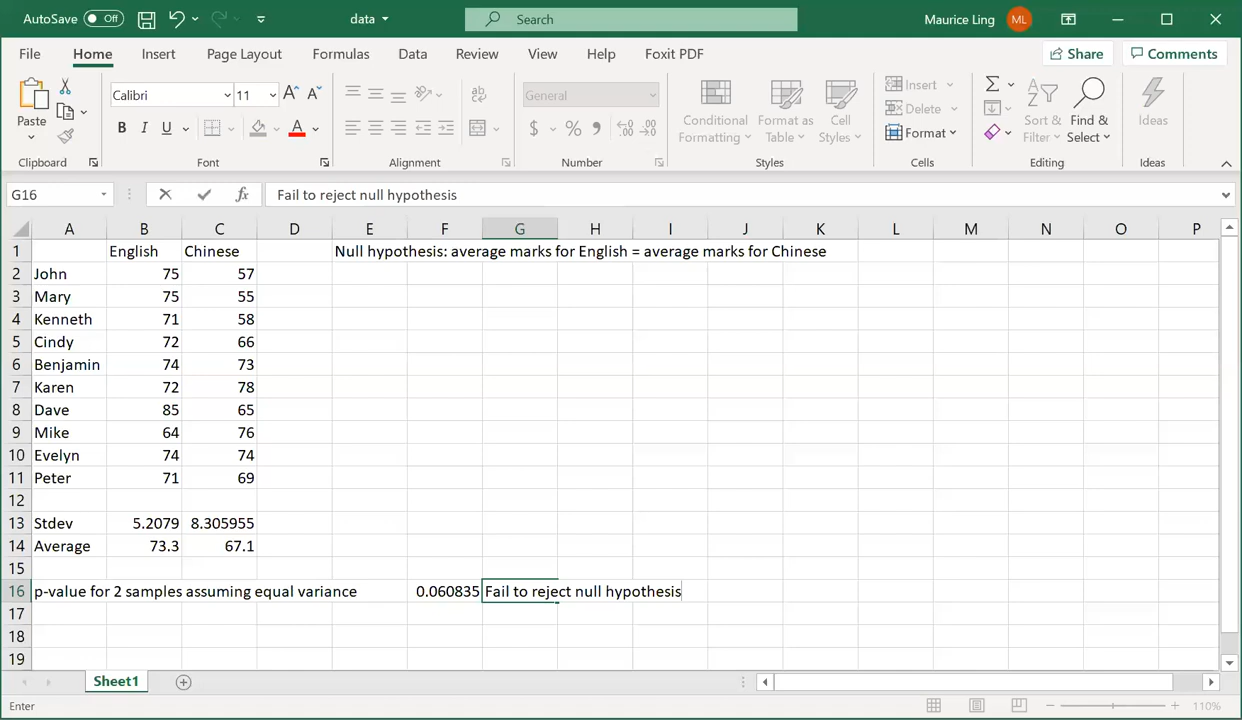 AutoSave Off data Search Maurice Ling ML
File Home Insert Page Layout Formulas Data Review View Help Foxit PDF Share Comments
Paste Calibri 11 A A ab General Conditional Formatting Format as Table Cell Styles Insert Delete Format Sort & Filter Find & Select Ideas
B I U A $ % 9 .00 .00
Clipboard Font Alignment Number Styles Cells Editing Ideas
G16 fx Fail to reject null hypothesis
A B C D E F G H I J K L M N O P
1 English Chinese Null hypothesis: average marks for English = average marks for Chinese
2 John 75 57
3 Mary 75 55
4 Kenneth 71 58
5 Cindy 72 66
6 Benjamin 74 73
7 Karen 72 78
8 Dave 85 65
9 Mike 64 76
10 Evelyn 74 74
11 Peter 71 69
12
13 Stdev 5.2079 8.305955
14 Average 73.3 67.1
15
16 p-value for 2 samples assuming equal variance 0.060835 Fail to reject null hypothesis
17
18
19
Sheet1
Enter 110%